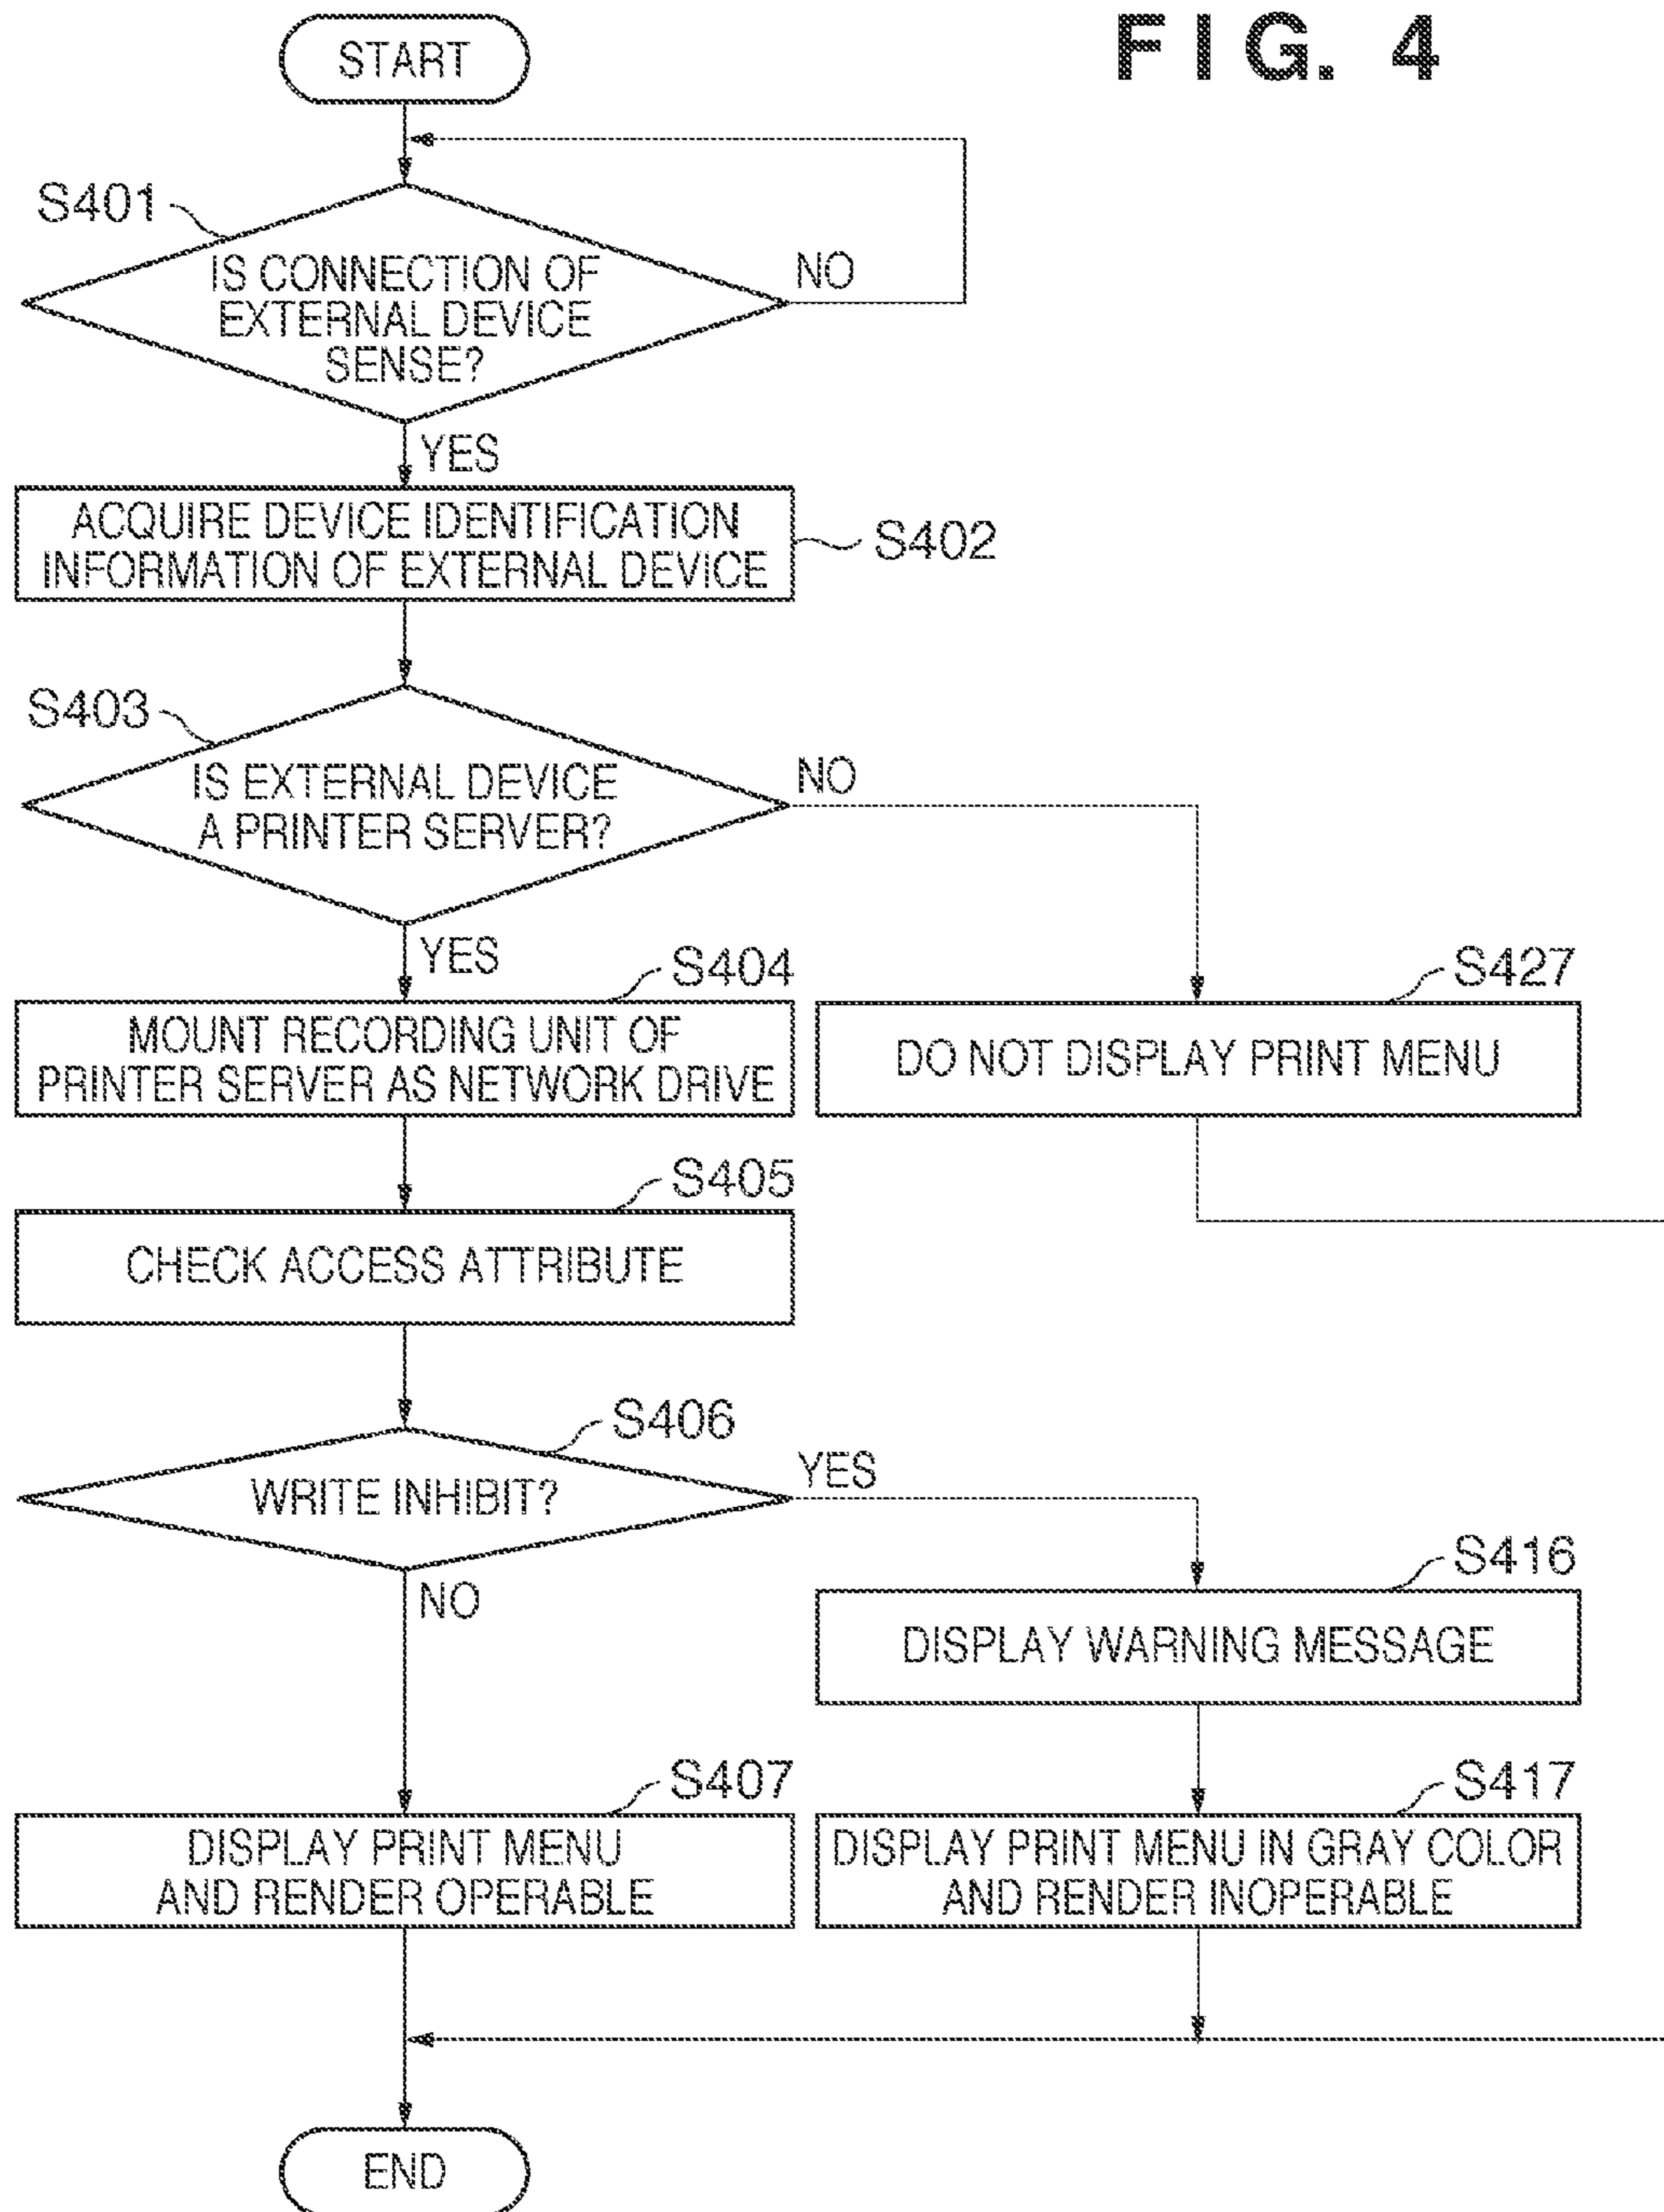 FIG. 4
START
S401
IS CONNECTION OF
EXTERNAL DEVICE
SENSE?
NO
YES
ACQUIRE DEVICE IDENTIFICATION
INFORMATION OF EXTERNAL DEVICE
S402
S403
IS EXTERNAL DEVICE
A PRINTER SERVER?
NO
YES
S404
MOUNT RECORDING UNIT OF
PRINTER SERVER AS NETWORK DRIVE
S427
DO NOT DISPLAY PRINT MENU
S405
CHECK ACCESS ATTRIBUTE
S406
WRITE INHIBIT?
YES
NO
S416
DISPLAY WARNING MESSAGE
S407
DISPLAY PRINT MENU
AND RENDER OPERABLE
S417
DISPLAY PRINT MENU IN GRAY COLOR
AND RENDER INOPERABLE
END